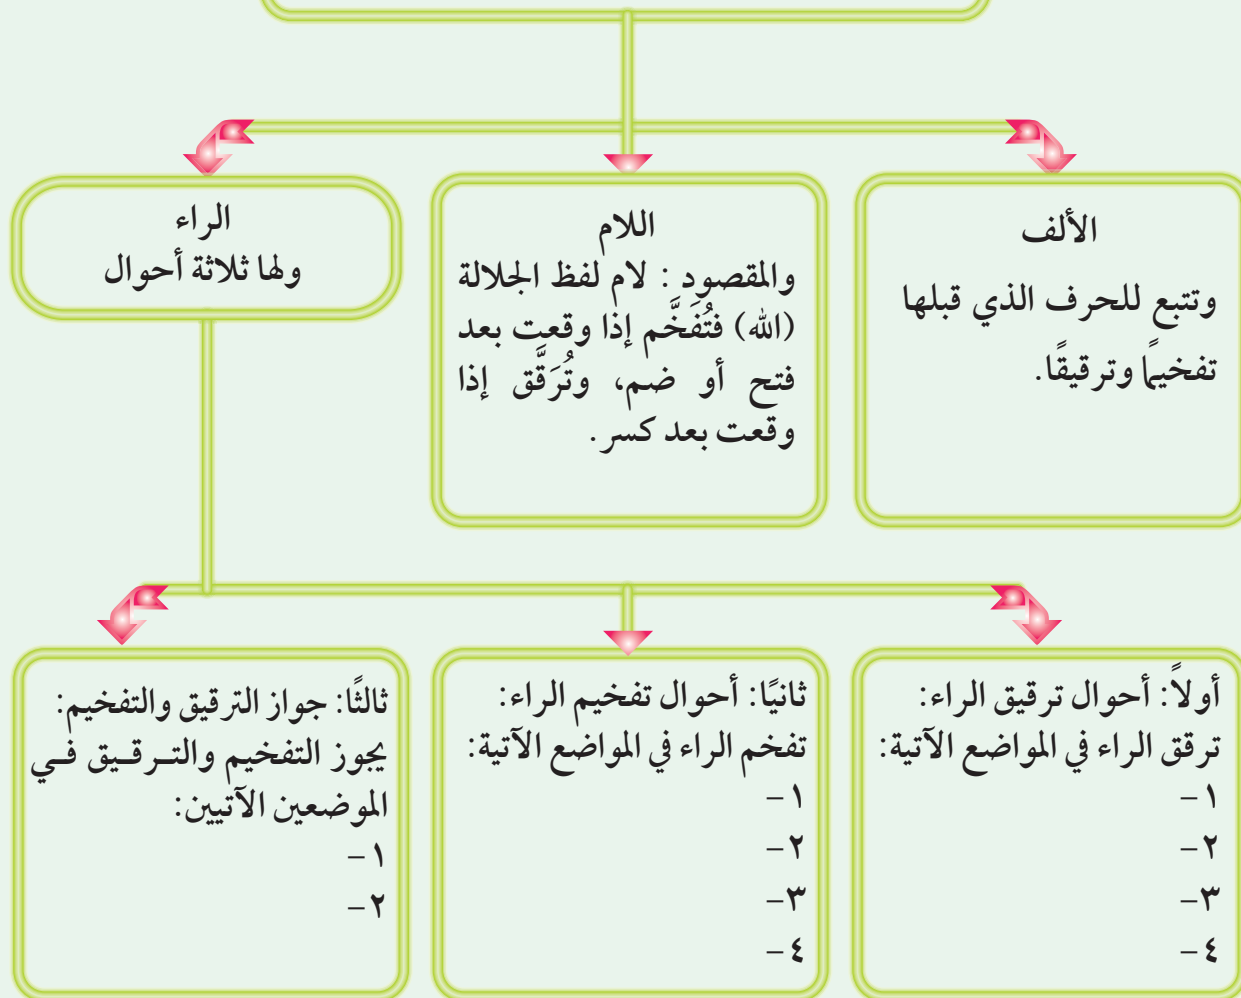 الألف
وتتبع للحرف الذي قبلها
تفخيمًا وترقيقًا.
اللام
والمقصود : لام لفظ الجلالة
(الله) فتُفَخَّم إذا وقعت بعد
فتح أو ضم، وتُرَقَّق إذا
وقعت بعد كسر.
الراء
ولها ثلاثة أحوال
أولاً: أحوال ترقيق الراء:
ترقق الراء في المواضع الآتية:
١-
٢-
٣-
٤-
ثانيًا: أحوال تفخيم الراء:
تفخم الراء في المواضع الآتية:
١-
٢-
٣-
٤-
ثالثًا: جواز الترقيق والتفخيم:
يجوز التفخيم والترقيق في
الموضعين الآتيين:
١-
٢-